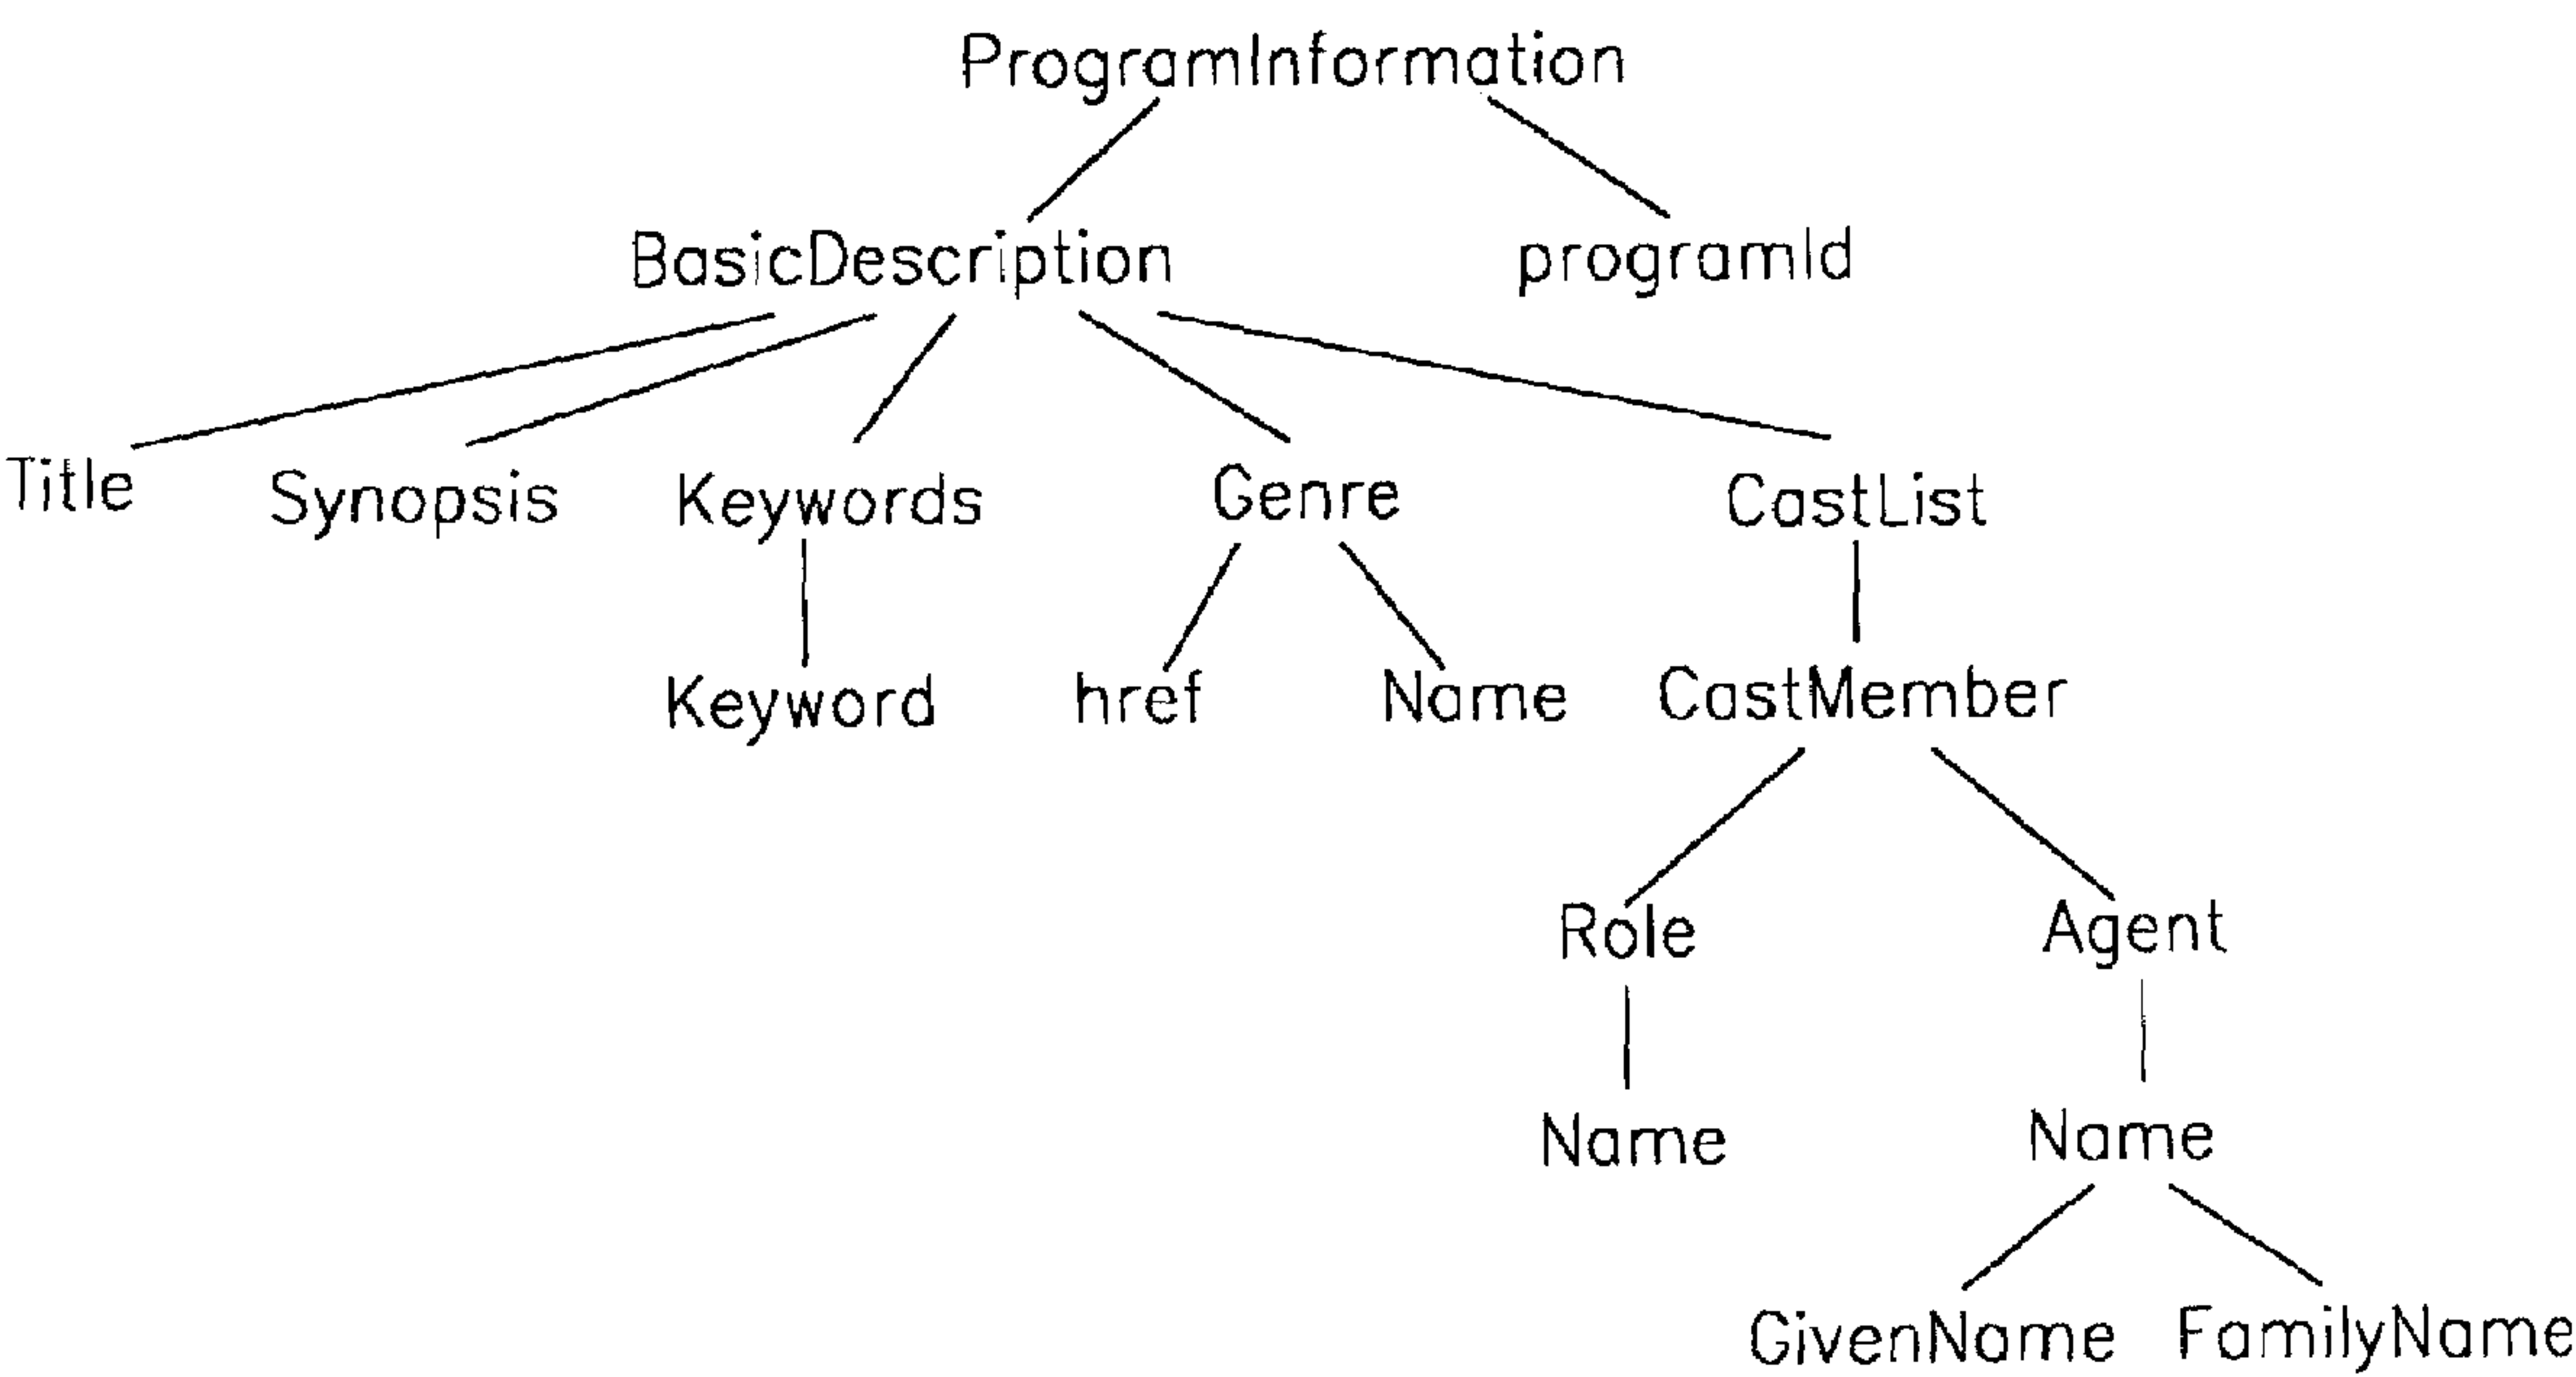 ProgramInformation
BasicDescription programId
Title Synopsis Keywords Genre CastList
Keyword href Name CastMember
Role Agent
Name Name
GivenName FamilyName